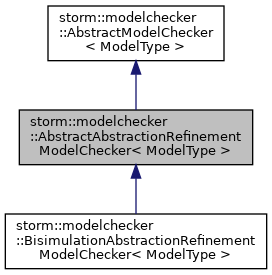 storm::modelchecker
::AbstractModelChecker
< ModelType >
storm::modelchecker
::AbstractAbstractionRefinement
ModelChecker< ModelType >
storm::modelchecker
::BisimulationAbstractionRefinement
ModelChecker< ModelType >